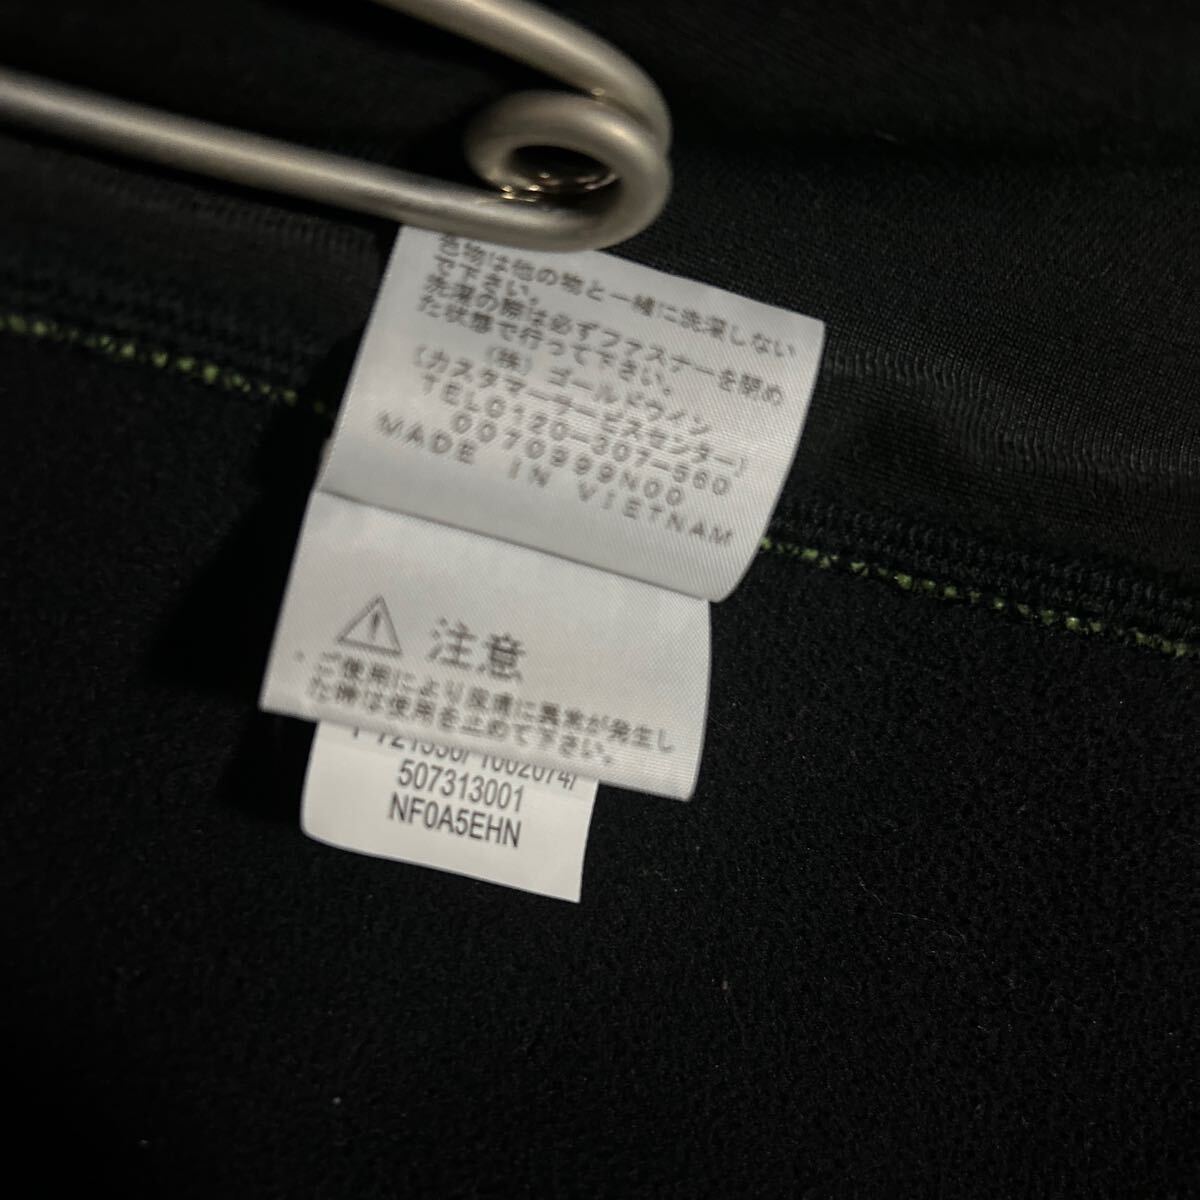 色物は他の物と一緒に洗濯しない
で下さい。
洗濯の際は必ずファスナーを閉め
た状態で行って下さい。
(株)ゴールドウイン
(カスタマーサービスセンター)
TEL0120-307-560
0070999N00
MADE IN VIETNAM
注意
・ご使用により皮膚に異常が発生し
た時は使用を止めて下さい。
507313001
NF0A5EHN